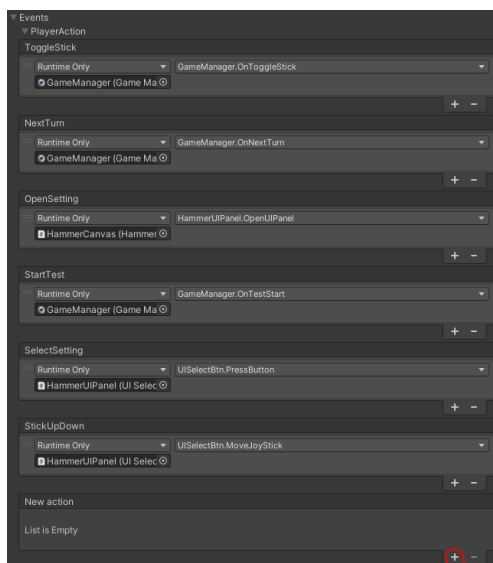 Events
PlayerAction
ToggleStick
Runtime Only GameManager.OnToggleStick
GameManager (Game Ma
NextTurn
Runtime Only GameManager.OnNextTurn
GameManager (Game Ma
OpenSetting
Runtime Only HammerUIPanel.OpenUIPanel
HammerCanvas (Hammer
StartTest
Runtime Only GameManager.OnTestStart
GameManager (Game Ma
SelectSetting
Runtime Only UISelectBtn.PressButton
HammerUIPanel (UI Selec
StickUpDown
Runtime Only UISelectBtn.MoveJoyStick
HammerUIPanel (UI Selec
New action
List is Empty